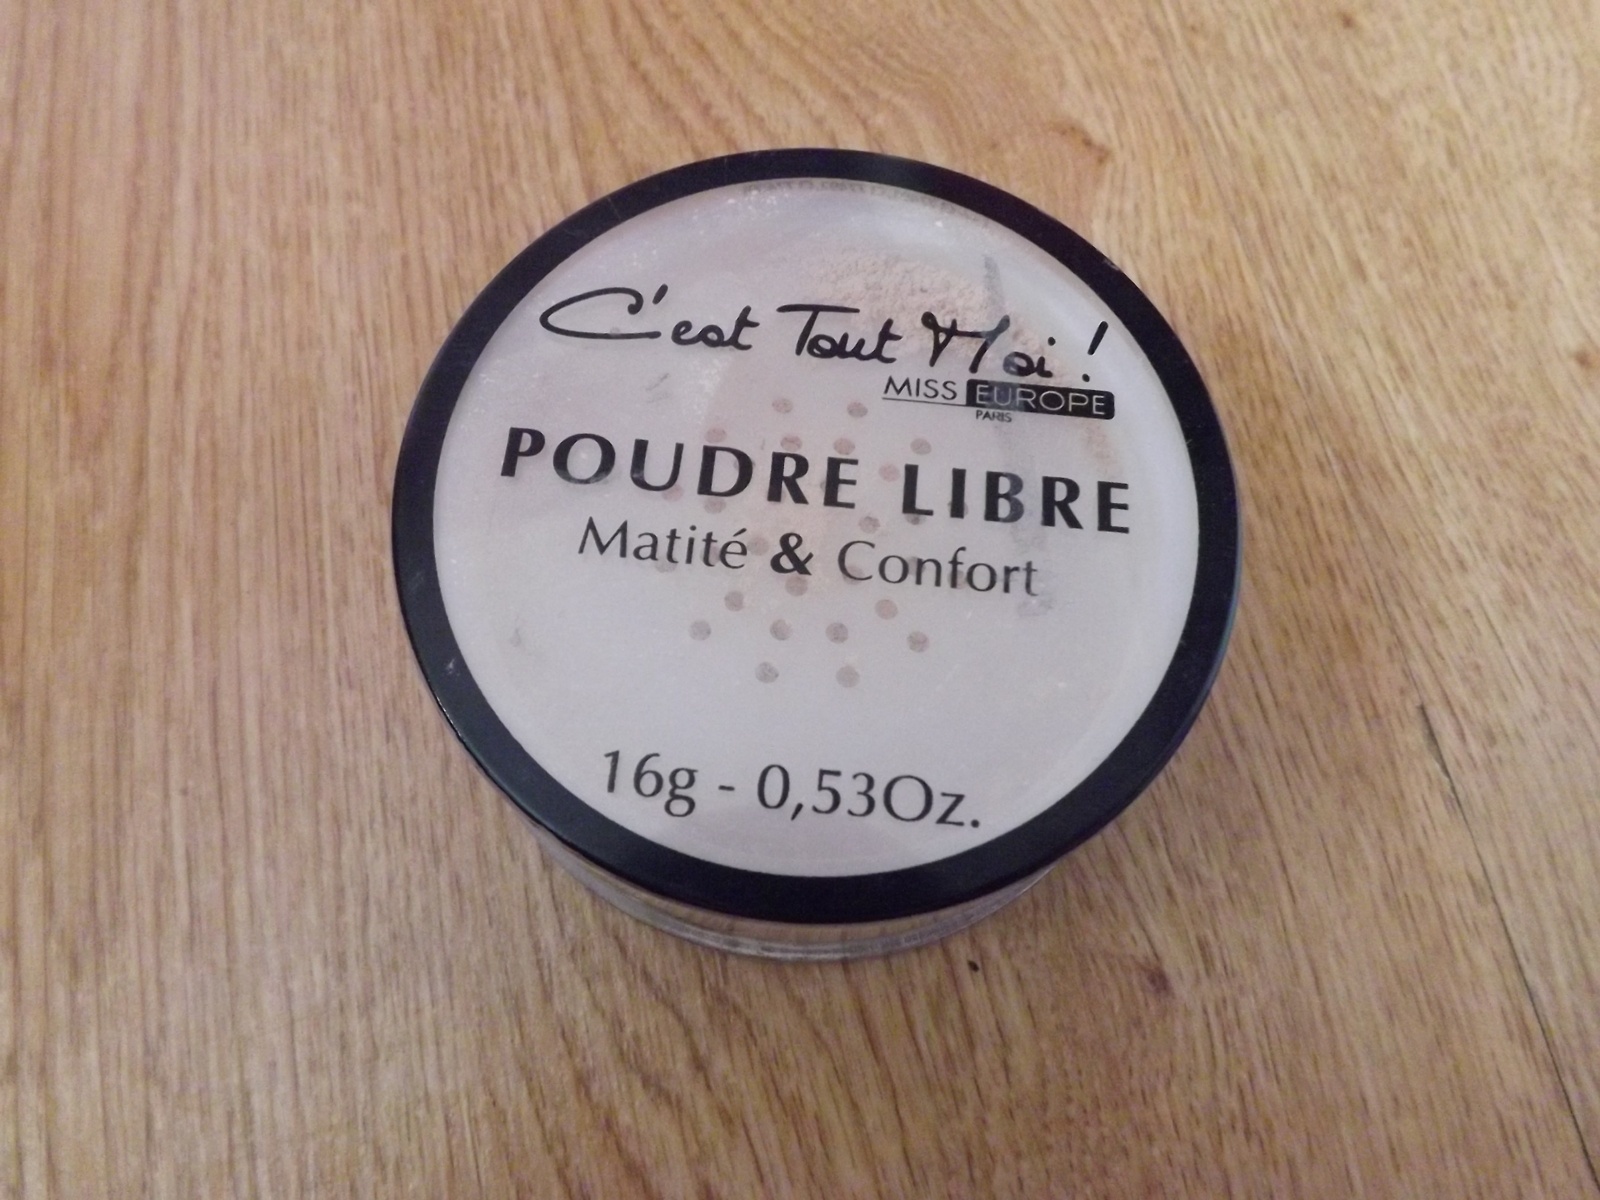 C'est Tout Moi !
MISS EUROPE
PARIS
POUDRE LIBRE
Matité & Confort
16g - 0,53Oz.